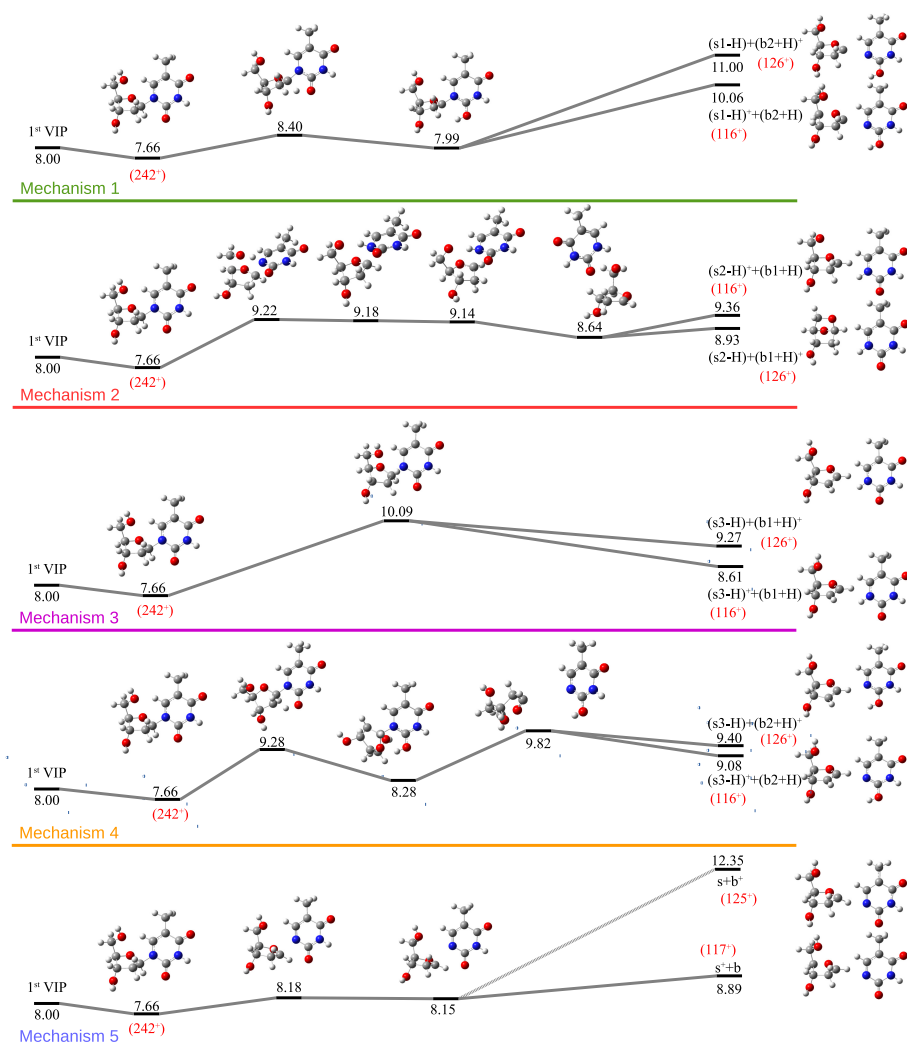 (s1-H)+(b2+H)⁺
11.00
(126⁺)
10.06
(s1-H)⁺+(b2+H)
(116⁺)
1ˢᵗ VIP
8.00
7.66
(242⁺)
8.40
7.99
Mechanism 1
(s2-H)⁺+(b1+H)
(116⁺)
9.36
8.93
(s2-H)+(b1+H)⁺
(126⁺)
1ˢᵗ VIP
8.00
7.66
(242⁺)
9.22
9.18
9.14
8.64
Mechanism 2
10.09
(s3-H)+(b1+H)⁺
9.27
(126⁺)
8.61
(s3-H)⁺+(b1+H)
(116⁺)
1ˢᵗ VIP
8.00
7.66
(242⁺)
Mechanism 3
(s3-H)+(b2+H)⁺
9.40
(126⁺)
9.08
(s3-H)⁺+(b2+H)
(116⁺)
1ˢᵗ VIP
8.00
7.66
(242⁺)
9.28
8.28
9.82
Mechanism 4
12.35
s+b⁺
(125⁺)
(117⁺)
s⁺+b
8.89
1ˢᵗ VIP
8.00
7.66
(242⁺)
8.18
8.15
Mechanism 5